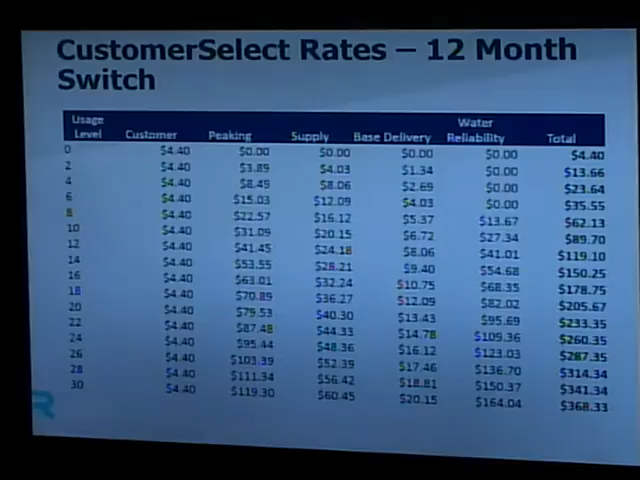 CustomerSelect Rates – 12 Month
Switch
Usage Level Customer Peaking Supply Base Delivery Water Reliability Total
0 $4.40 $0.00 $0.00 $0.00 $0.00 $4.40
2 $4.40 $3.89 $4.03 $1.34 $0.00 $13.66
4 $4.40 $8.49 $8.06 $2.69 $0.00 $23.64
6 $4.40 $15.03 $12.09 $4.03 $0.00 $35.55
8 $4.40 $22.57 $16.12 $5.37 $13.67 $62.13
10 $4.40 $31.09 $20.15 $6.72 $27.34 $89.70
12 $4.40 $41.45 $24.18 $8.06 $41.01 $119.10
14 $4.40 $53.55 $28.21 $9.40 $54.68 $150.25
16 $4.40 $63.01 $32.24 $10.75 $68.35 $178.75
18 $4.40 $70.89 $36.27 $12.09 $82.02 $205.67
20 $4.40 $79.53 $40.30 $13.43 $95.69 $233.35
22 $4.40 $87.48 $44.33 $14.78 $109.36 $260.35
24 $4.40 $95.44 $48.36 $16.12 $123.03 $287.35
26 $4.40 $103.39 $52.39 $17.46 $136.70 $314.34
28 $4.40 $111.34 $56.42 $18.81 $150.37 $341.34
30 $4.40 $119.30 $60.45 $20.15 $164.04 $368.33
R